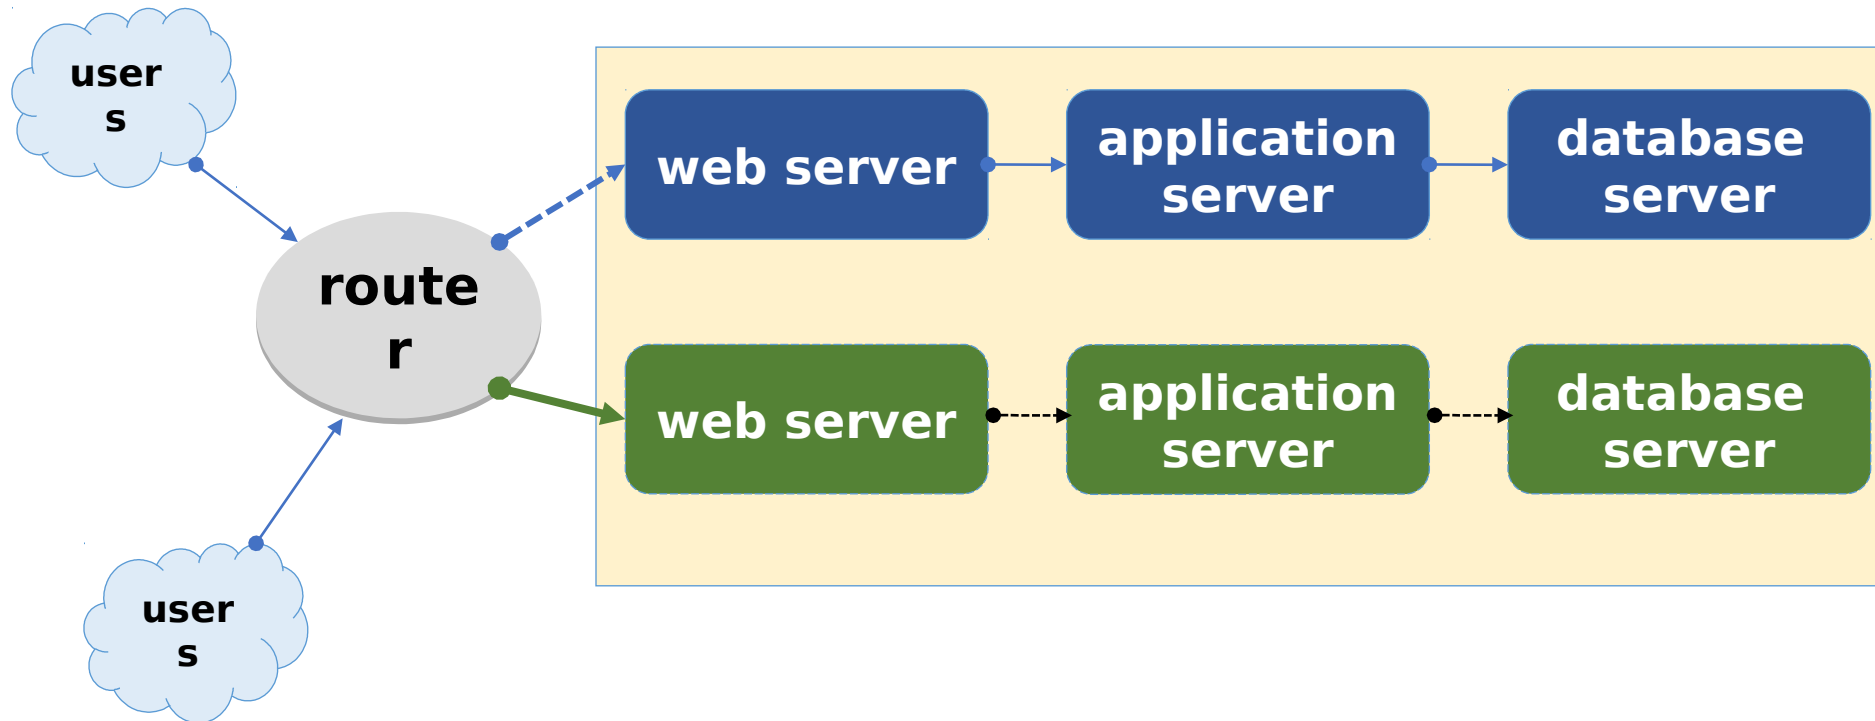 user
s
web server
application
server
database
server
route
r
web server
application
server
database
server
user
s